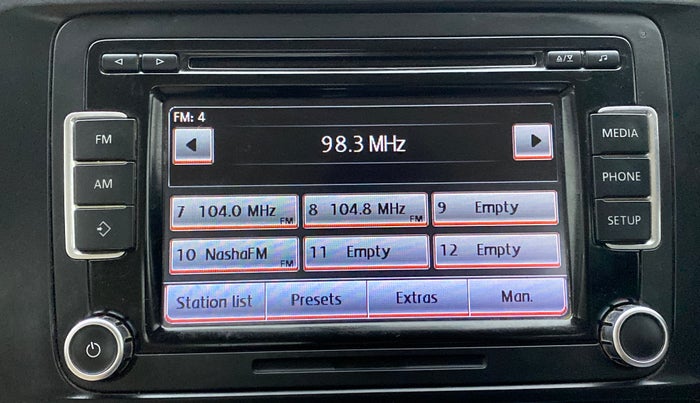 FM: 4
98.3 MHz
FM
MEDIA
AM
PHONE
SETUP
7 104.0 MHz FM
8 104.8 MHz FM
9 Empty
10 NashaFM FM
11 Empty
12 Empty
Station list
Presets
Extras
Man.